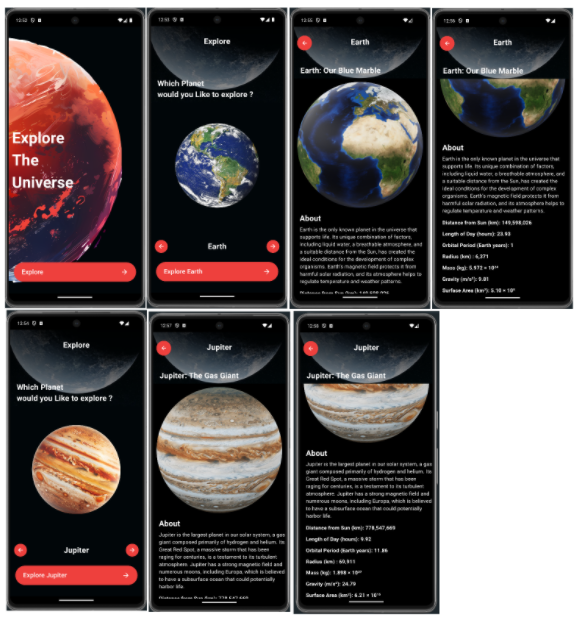 12:52
Explore
The
Universe
Explore
12:53
Explore
Which Planet
would you Like to explore ?
Earth
Explore Earth
12:55
Earth
Earth: Our Blue Marble
About
Earth is the only known planet in the universe that
supports life. Its unique combination of factors,
including liquid water, a breathable atmosphere, and
a suitable distance from the Sun, has created the
ideal conditions for the development of complex
organisms. Earth's magnetic field protects it from
harmful solar radiation, and its atmosphere helps to
regulate temperature and weather patterns.
Distance from Sun (km): 149,598,026
12:56
Earth
Earth: Our Blue Marble
About
Earth is the only known planet in the universe that
supports life. Its unique combination of factors,
including liquid water, a breathable atmosphere, and
a suitable distance from the Sun, has created the
ideal conditions for the development of complex
organisms. Earth's magnetic field protects it from
harmful solar radiation, and its atmosphere helps to
regulate temperature and weather patterns.
Distance from Sun (km): 149,598,026
Length of Day (hours): 23.93
Orbital Period (Earth years): 1
Radius (km) : 6,371
Mass (kg): 5.972 ×
Gravity (m/s²): 9.81
Surface Area (km²): 5.10 ×
12:54
Explore
Which Planet
would you Like to explore ?
Jupiter
Explore Jupiter
12:57
Jupiter
Jupiter: The Gas Giant
About
Jupiter is the largest planet in our solar system, a gas
giant composed primarily of hydrogen and helium. Its
Great Red Spot, a massive storm that has been
raging for centuries, is a testament to its turbulent
atmosphere. Jupiter has a strong magnetic field and
numerous moons, including Europa, which is believed
to have a subsurface ocean that could potentially
harbor life.
Distance from Sun (km): 778,547,669
12:58
Jupiter
Jupiter: The Gas Giant
About
Jupiter is the largest planet in our solar system, a gas
giant composed primarily of hydrogen and helium. Its
Great Red Spot, a massive storm that has been
raging for centuries, is a testament to its turbulent
atmosphere. Jupiter has a strong magnetic field and
numerous moons, including Europa, which is believed
to have a subsurface ocean that could potentially
harbor life.
Distance from Sun (km): 778,547,669
Length of Day (hours): 9.92
Orbital Period (Earth years): 11.86
Radius (km) : 69,911
Mass (kg): 1.898 ×
Gravity (m/s²): 24.79
Surface Area (km²): 6.21 ×